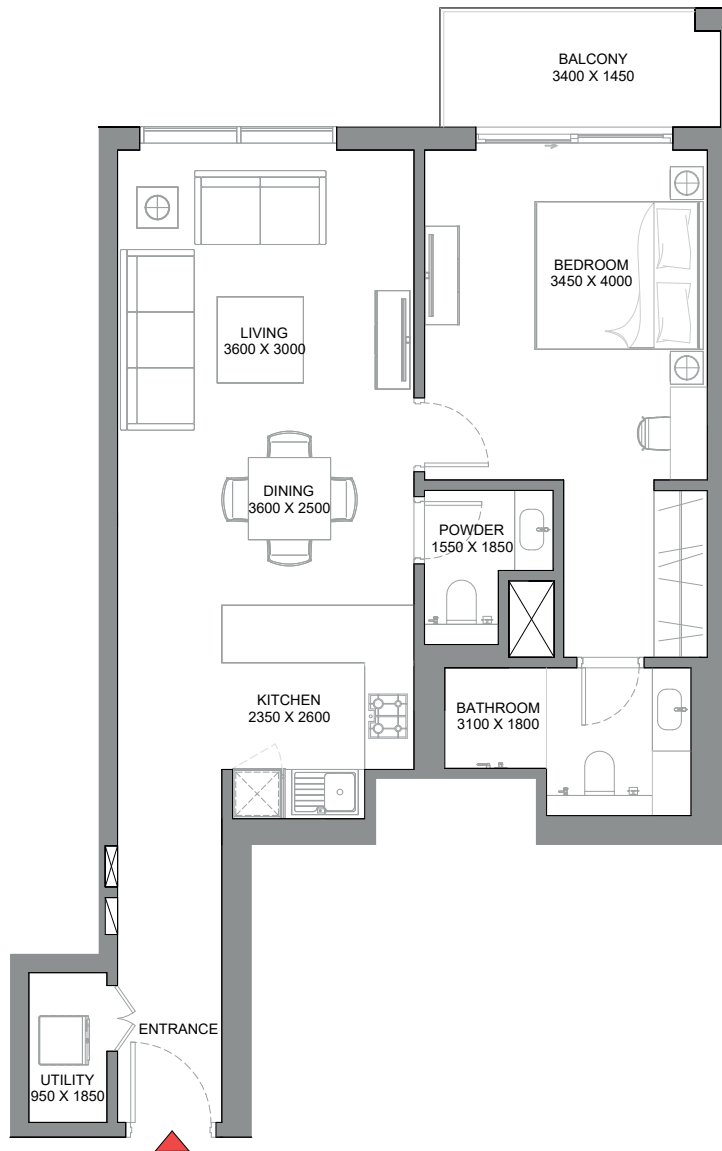 BALCONY
3400 X 1450
BEDROOM
3450 X 4000
LIVING
3600 X 3000
DINING
3600 X 2500
POWDER
1550 X 1850
KITCHEN
2350 X 2600
BATHROOM
3100 X 1800
ENTRANCE
UTILITY
950 X 1850